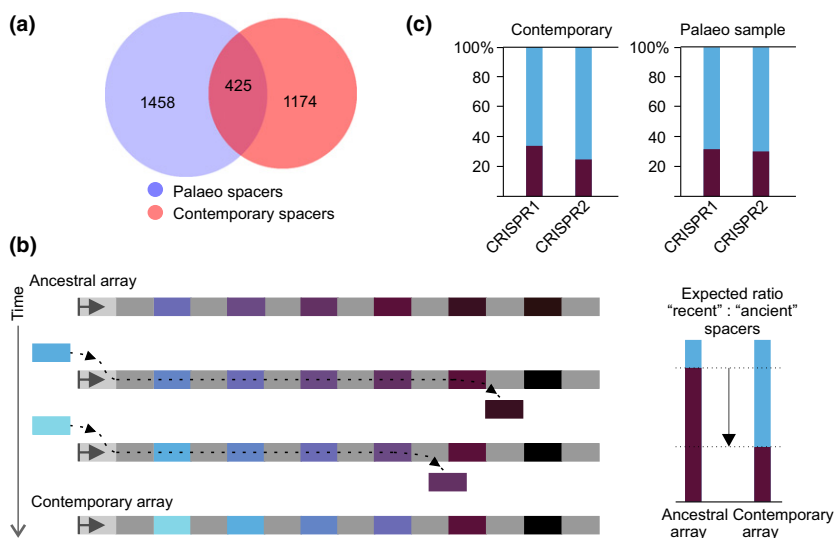 (a)
1458
425
1174
Palaeo spacers
Contemporary spacers
(c)
Contemporary
100%
80
60
40
20
CRISPR1
CRISPR2
Palaeo sample
100%
80
60
40
20
CRISPR1
CRISPR2
(b)
Time
Ancestral array
Contemporary array
Expected ratio
“recent” : “ancient”
spacers
Ancestral Contemporary
array array